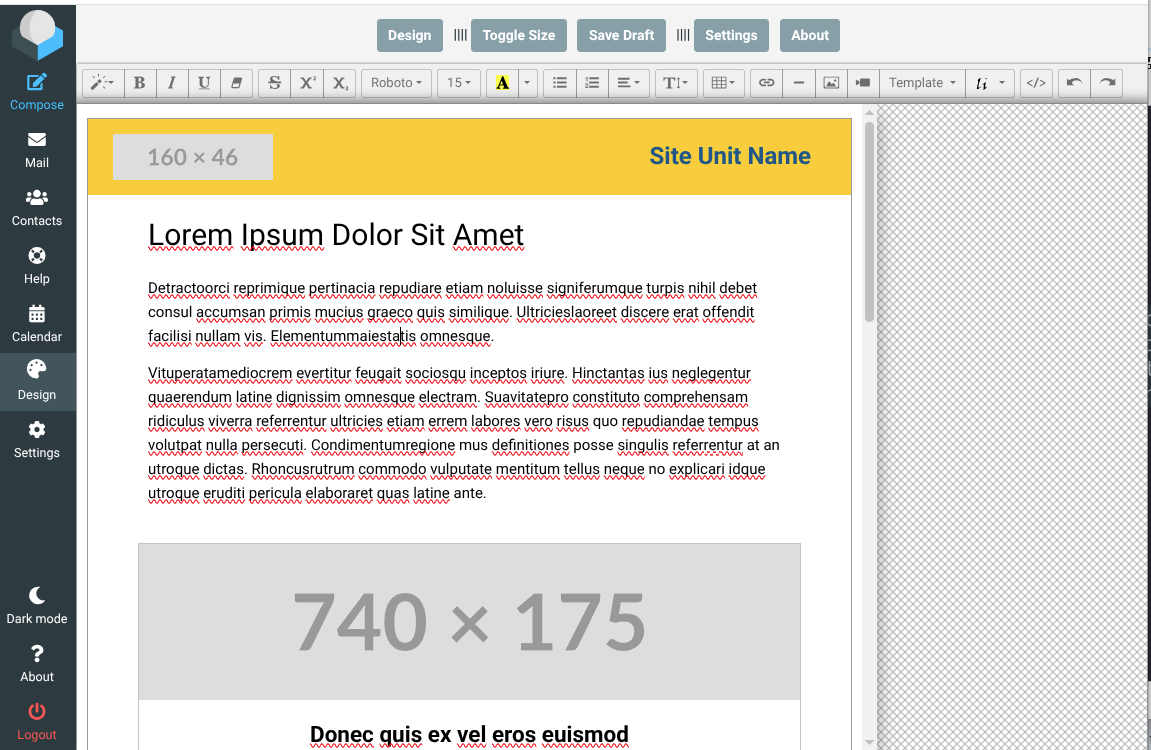 Design
Toggle Size
Save Draft
Settings
About
B I U S X² X₂ Roboto 15 A T Template i </>
Compose
Mail
Contacts
Help
Calendar
Design
Settings
Dark mode
? About
Logout
160 × 46
Site Unit Name
Lorem Ipsum Dolor Sit Amet
Detractoorci reprimique pertinacia repudiare etiam noluisse signiferumque turpis nihil debet
consul accumsan primis mucius graeco quis similique. Ultricieslaoreet discere erat offendit
facilisi nullam vis. Elementummaiestatis omnesque.
Vituperatamediocrem evertitur feugait sociosqu inceptos iriure. Hinctantas ius neglegentur
quaerendum latine dignissim omnesque electram. Suavitatepro constituto comprehensam
ridiculus viverra referrentur ultricies etiam errem labores vero risus quo repudiandae tempus
volutpat nulla persecuti. Condimentumregione mus definitiones posse singulis referrentur at an
utroque dictas. Rhoncusrutrum commodo vulputate mentitum tellus neque no explicari idque
utroque eruditi pericula elaboraret quas latine ante.
740 × 175
Donec quis ex vel eros euismod